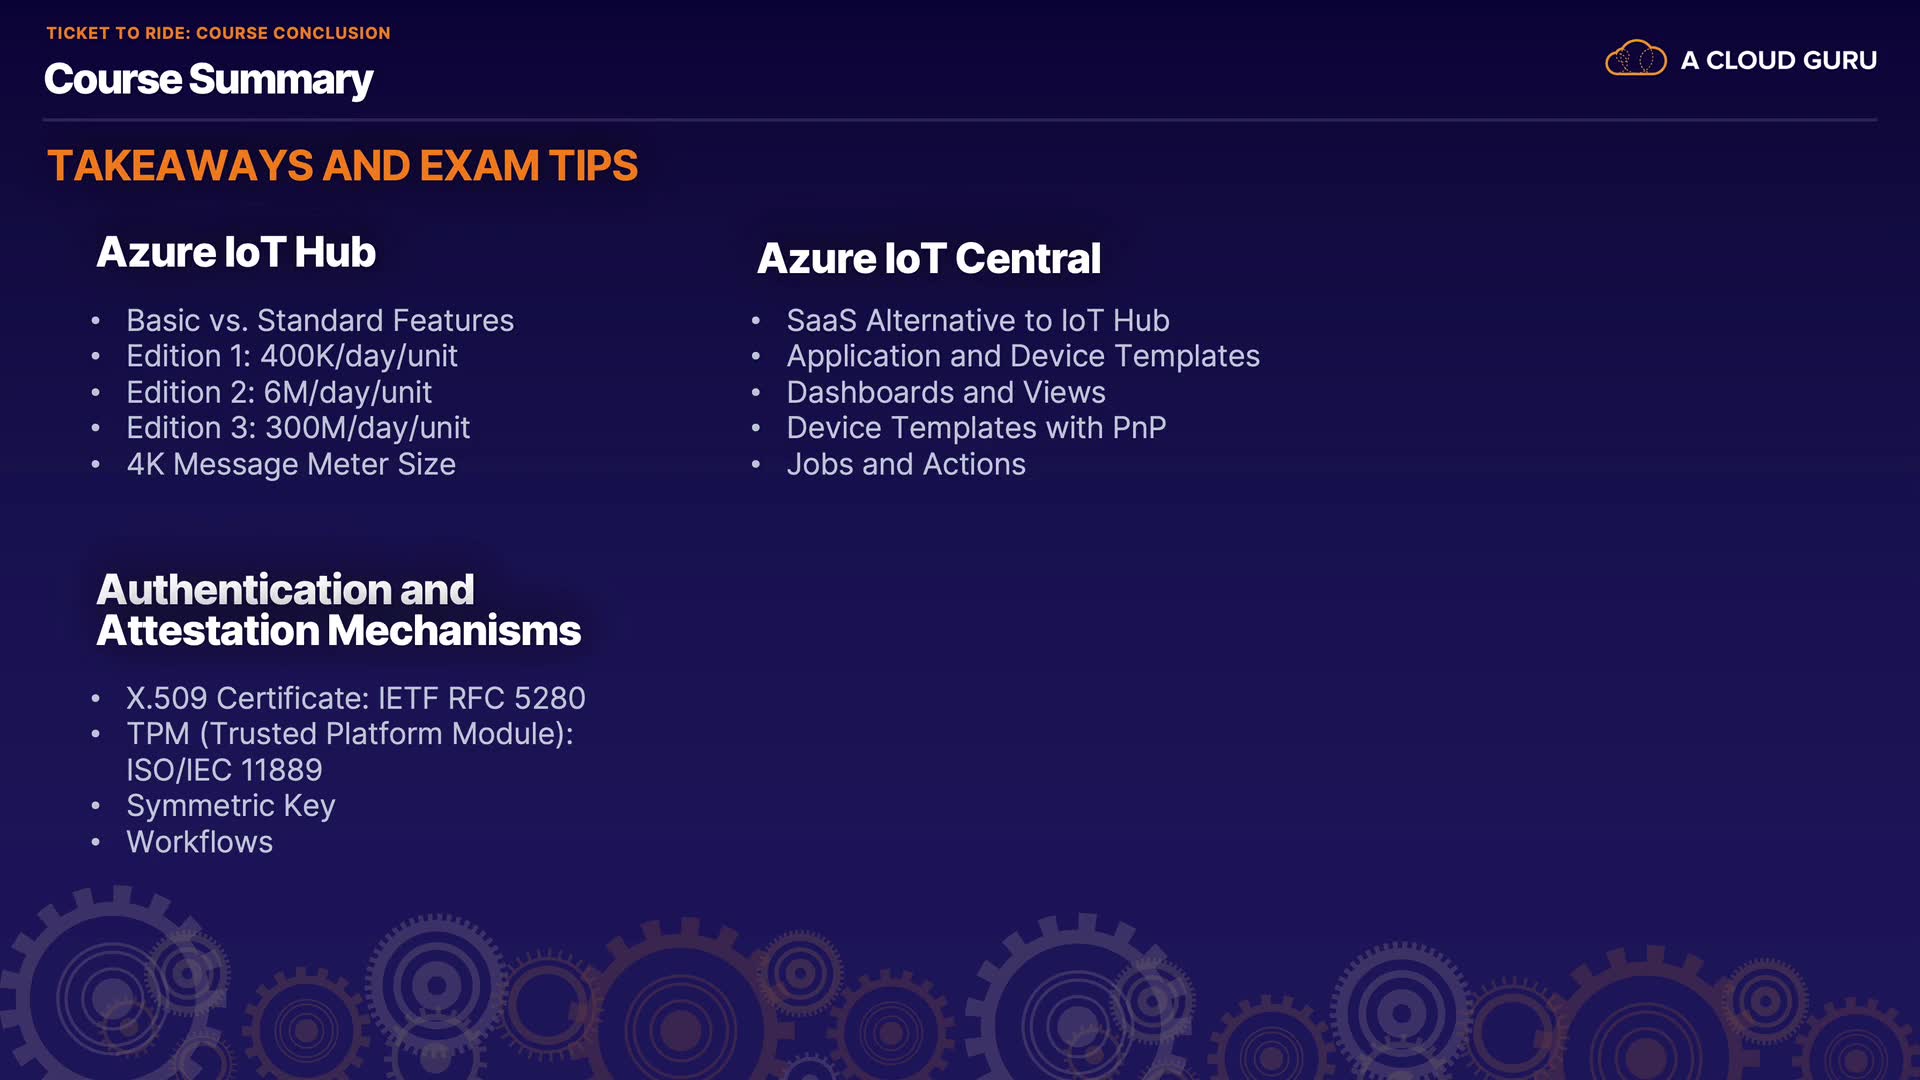 TICKET TO RIDE: COURSE CONCLUSION
Course Summary
A CLOUD GURU
TAKEAWAYS AND EXAM TIPS
Azure IoT Hub
• Basic vs. Standard Features
• Edition 1: 400K/day/unit
• Edition 2: 6M/day/unit
• Edition 3: 300M/day/unit
• 4K Message Meter Size
Azure IoT Central
• SaaS Alternative to IoT Hub
• Application and Device Templates
• Dashboards and Views
• Device Templates with PnP
• Jobs and Actions
Authentication and
Attestation Mechanisms
• X.509 Certificate: IETF RFC 5280
• TPM (Trusted Platform Module):
ISO/IEC 11889
• Symmetric Key
• Workflows